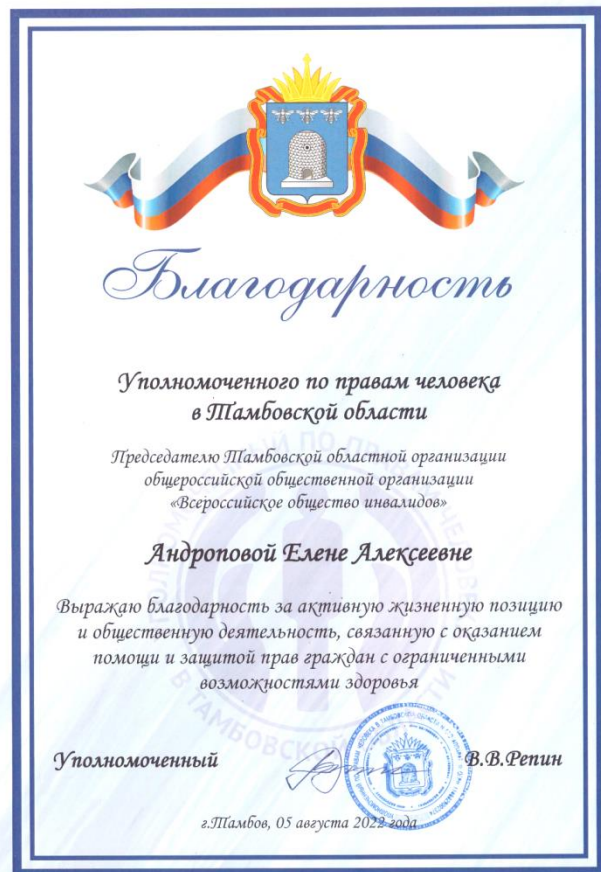 Благодарность
Уполномоченного по правам человека
в Тамбовской области
Председателю Тамбовской областной организации
общероссийской общественной организации
«Всероссийское общество инвалидов»
Андроповой Елене Алексеевне
Выражаю благодарность за активную жизненную позицию
и общественную деятельность, связанную с оказанием
помощи и защитой прав граждан с ограниченными
возможностями здоровья
Уполномоченный
В.В.Репин
г.Тамбов, 05 августа 2022 года